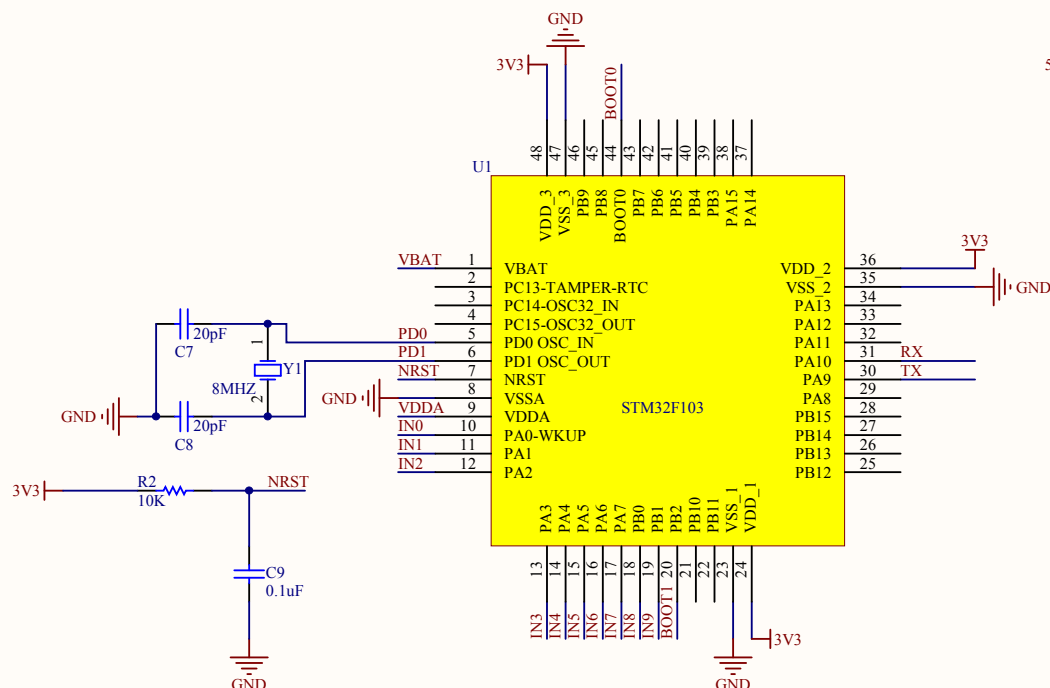 GND
3V3
BOOT0
5
48 47 46 45 44 43 42 41 40 39 38 37
U1
VDD_3 VSS_3 PB9 PB8 BOOT0 PB7 PB6 PB5 PB4 PB3 PA15 PA14
VBAT 1 VBAT
2 PC13-TAMPER-RTC
3 PC14-OSC32_IN
4 PC15-OSC32_OUT
PD0 5 PD0 OSC_IN
PD1 6 PD1 OSC_OUT
NRST 7 NRST
GND 8 VSSA
VDDA 9 VDDA
IN0 10 PA0-WKUP
IN1 11 PA1
IN2 12 PA2
STM32F103
3V3
VDD_2 36
VSS_2 35 GND
PA13 34
PA12 33
PA11 32
PA10 31 RX
PA9 30 TX
PA8 29
PB15 28
PB14 27
PB13 26
PB12 25
20pF
C7
1
Y1
8MHZ
2
GND
20pF
C8
3V3
R2
10K
NRST
C9
0.1uF
GND
PA3 PA4 PA5 PA6 PA7 PB0 PB1 PB2 PB10 PB11 VSS_1 VDD_1
13 14 15 16 17 18 19 20 21 22 23 24
IN3 IN4 IN5 IN6 IN7 IN8 IN9 BOOT1
3V3
GND